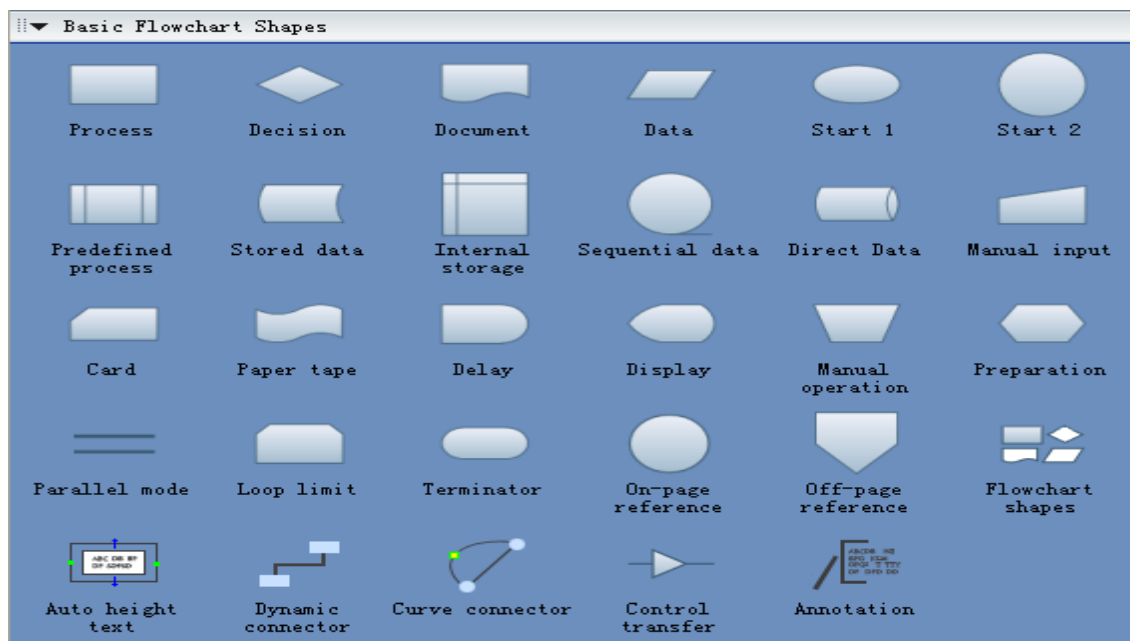 Basic Flowchart Shapes
Process Decision Document Data Start 1 Start 2
Predefined process Stored data Internal storage Sequential data Direct Data Manual input
Card Paper tape Delay Display Manual operation Preparation
Parallel mode Loop limit Terminator On-page reference Off-page reference Flowchart shapes
Auto height text Dynamic connector Curve connector Control transfer Annotation